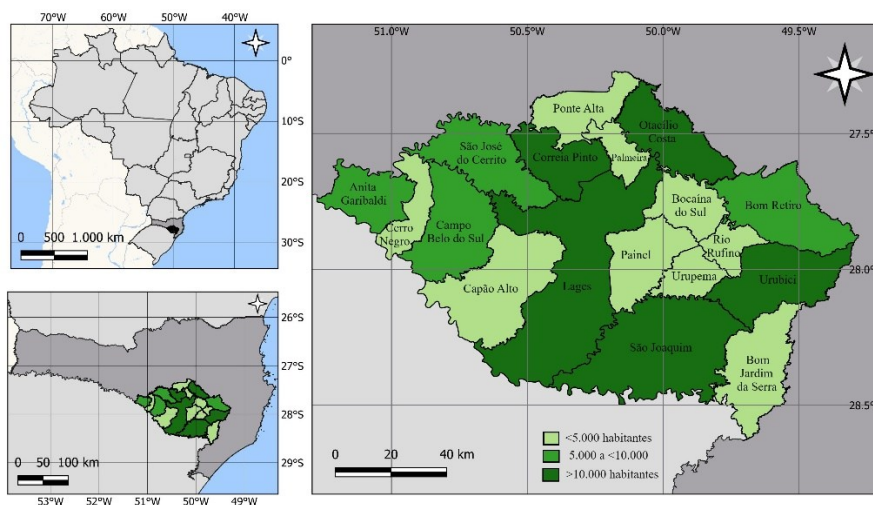 70°W 60°W 50°W 40°W
0°
10°S
20°S
30°S
0 500 1.000 km
26°S
27°S
28°S
29°S
0 50 100 km
53°W 52°W 51°W 50°W 49°W
51.0°W 50.5°W 50.0°W 49.5°W
27.5°S
28.0°S
28.5°S
Ponte Alta
Otacílio
Costa
São José
do Cerrito
Correia Pinto
Palmeira
Anita
Garibaldi
Bocaina
do Sul
Bom Retiro
Cerro
Negro
Campo
Belo do Sul
Painel
Rio
Rufino
Urupema
Urubici
Capão Alto
Lages
São Joaquim
Bom
Jardim
da Serra
<5.000 habitantes
5.000 a <10.000
>10.000 habitantes
0 20 40 km